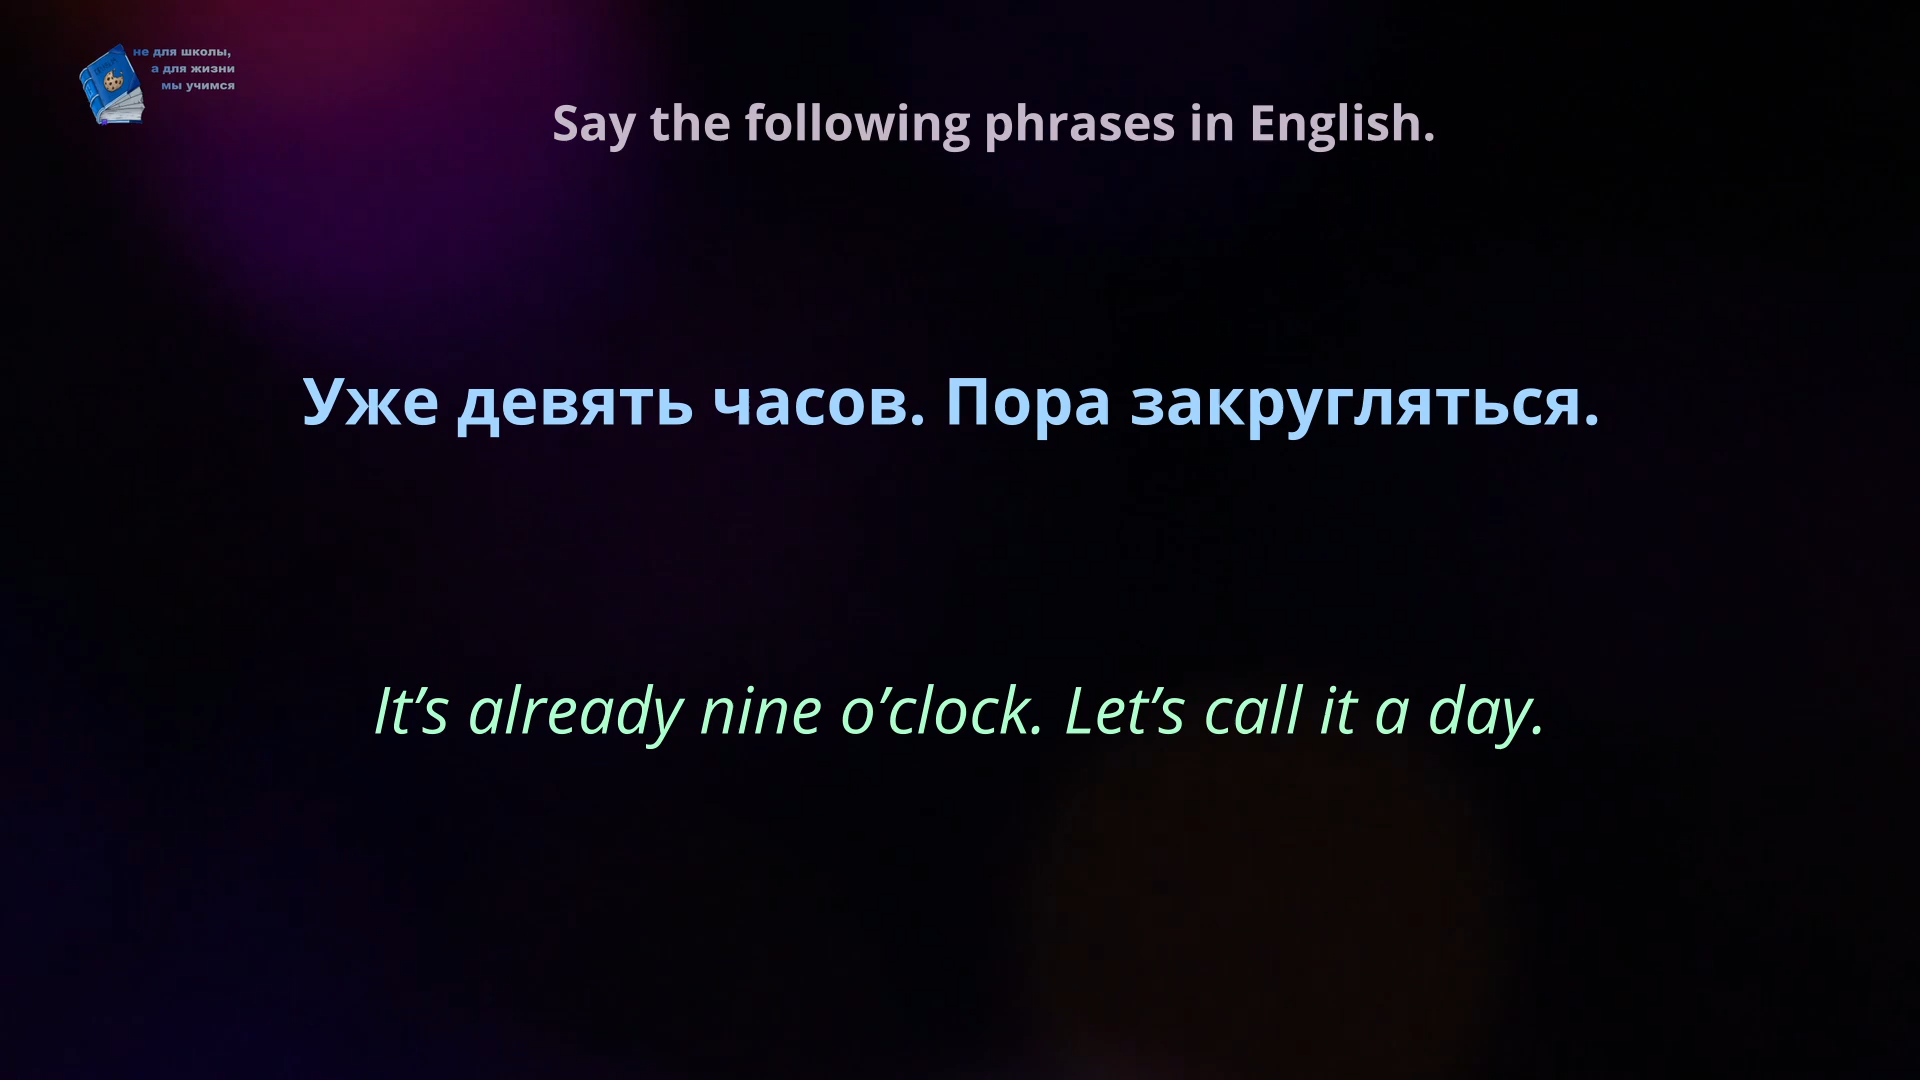 не для школы,
а для жизни
мы учимся
Say the following phrases in English.
Уже девять часов. Пора закругляться.
It’s already nine o’clock. Let’s call it a day.